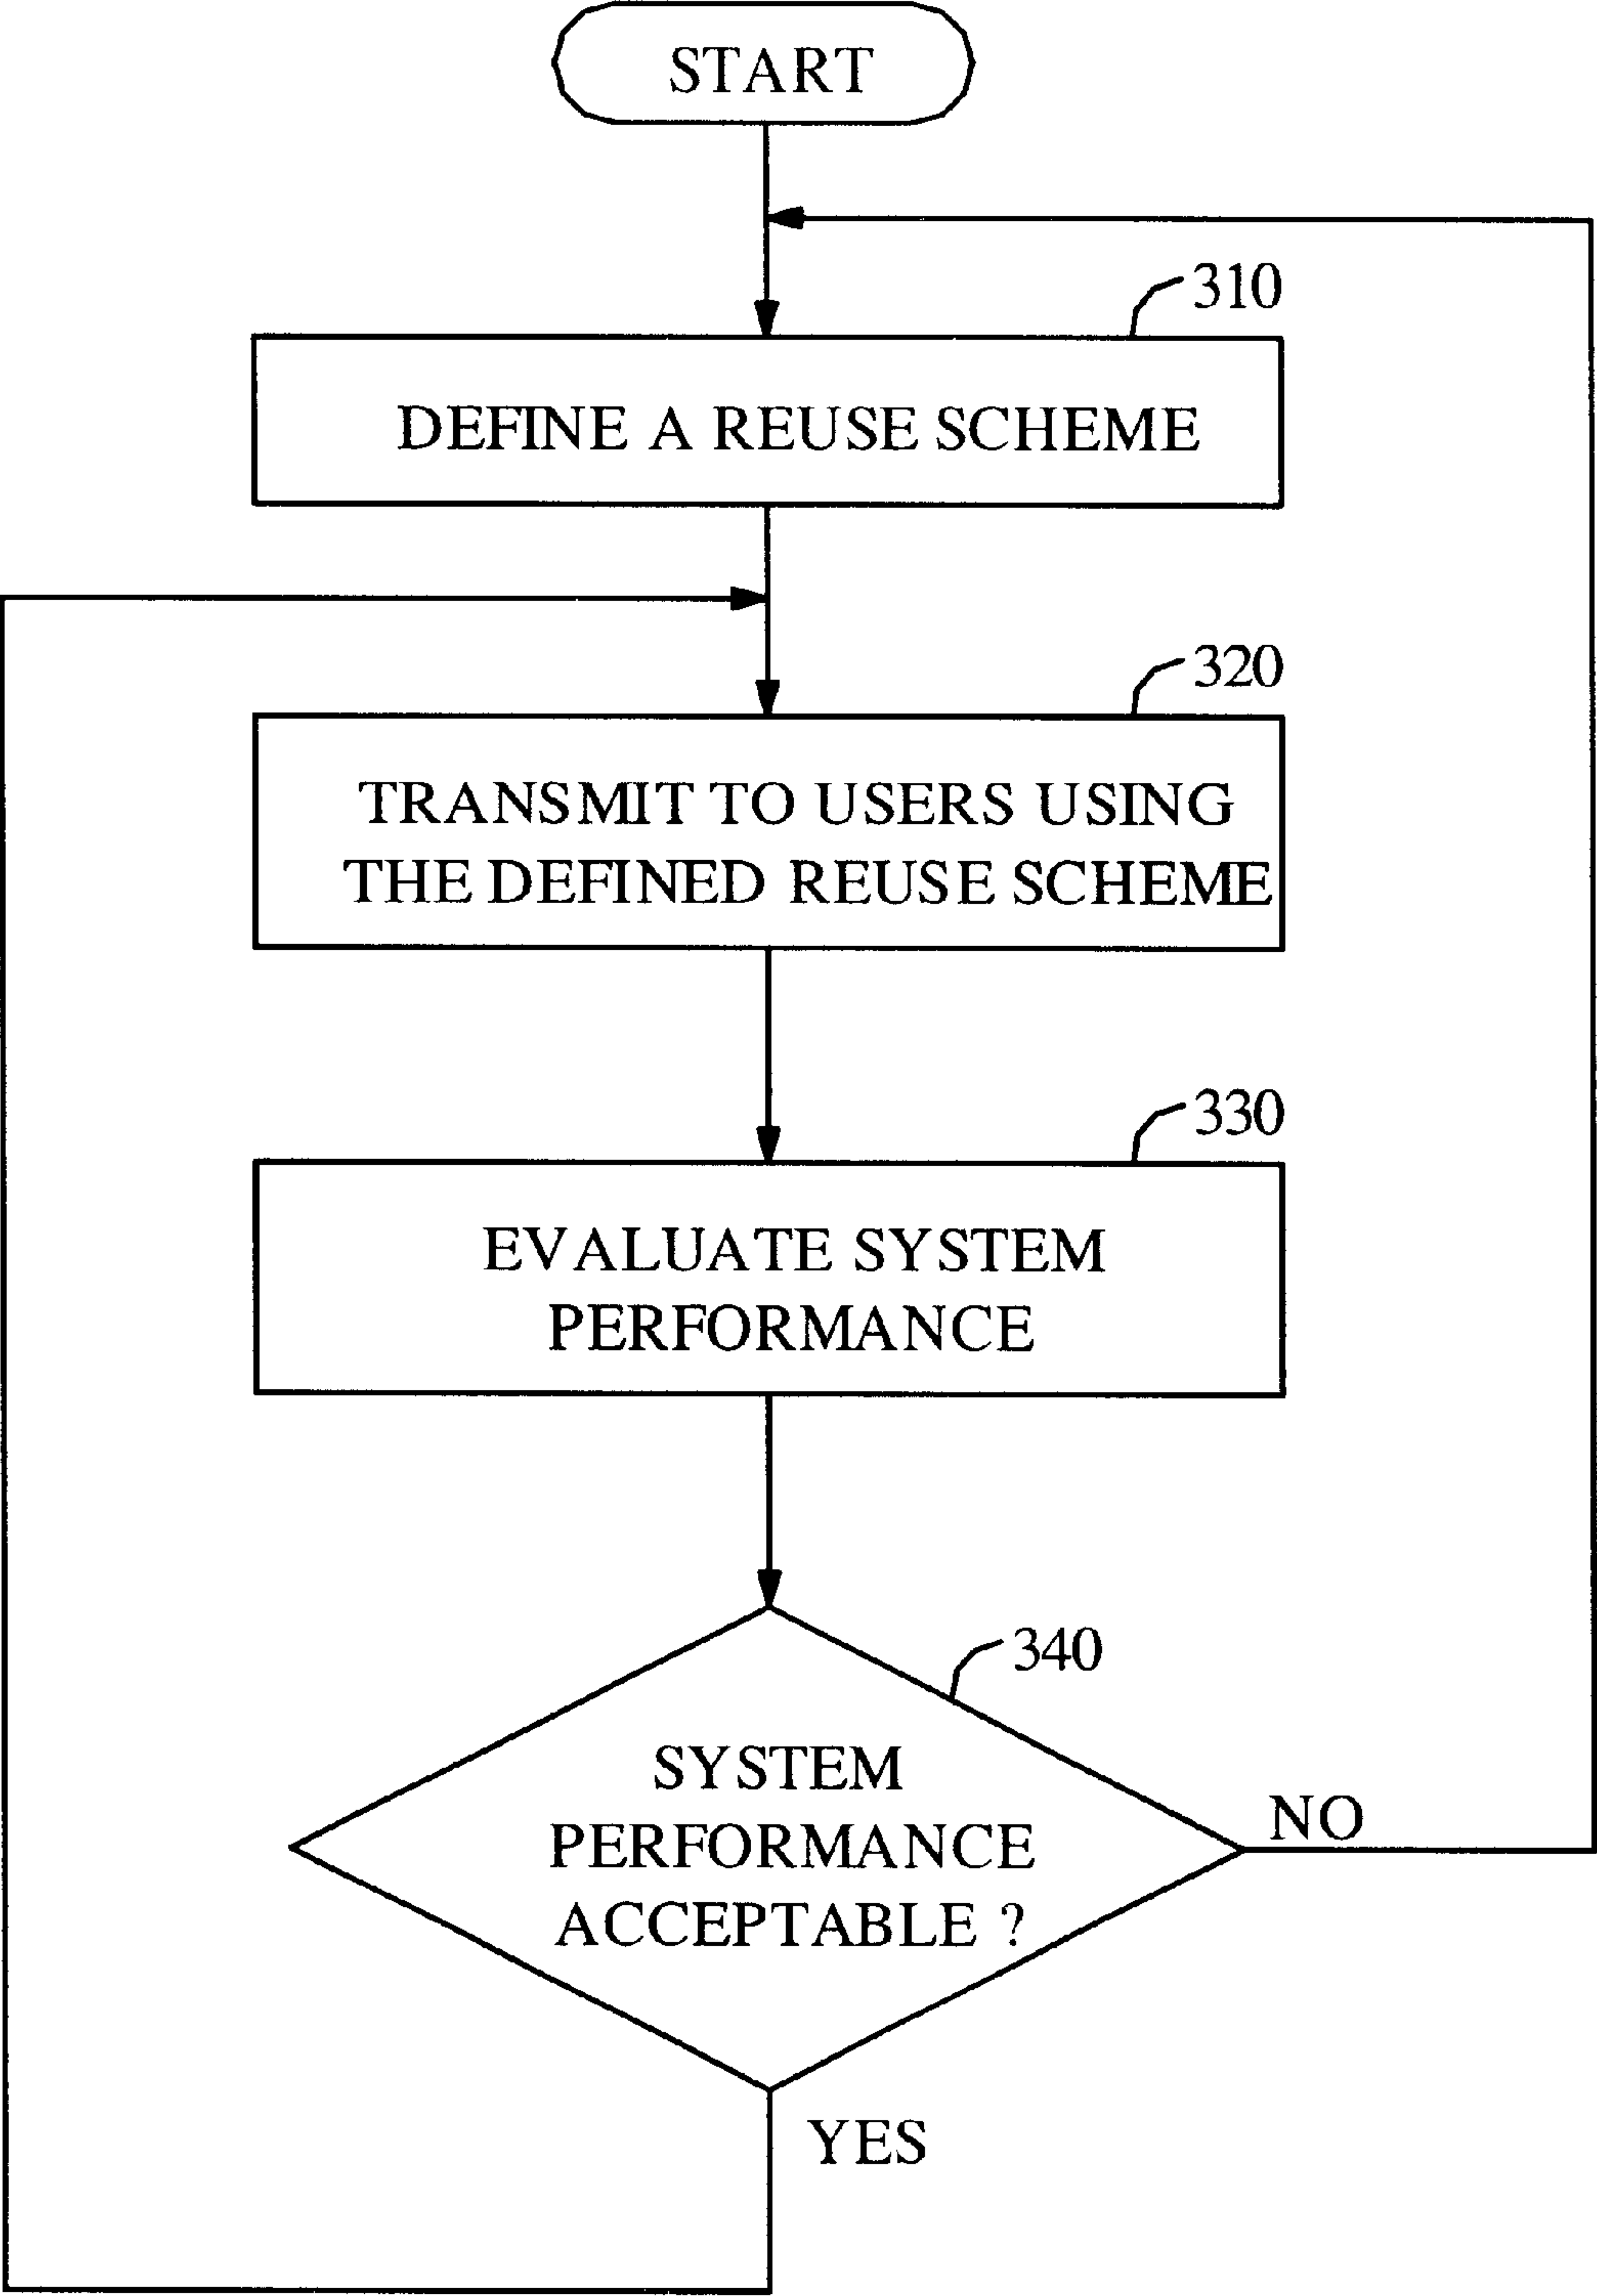 START
310
DEFINE A REUSE SCHEME
320
TRANSMIT TO USERS USING
THE DEFINED REUSE SCHEME
330
EVALUATE SYSTEM
PERFORMANCE
340
SYSTEM
PERFORMANCE
ACCEPTABLE ?
NO
YES